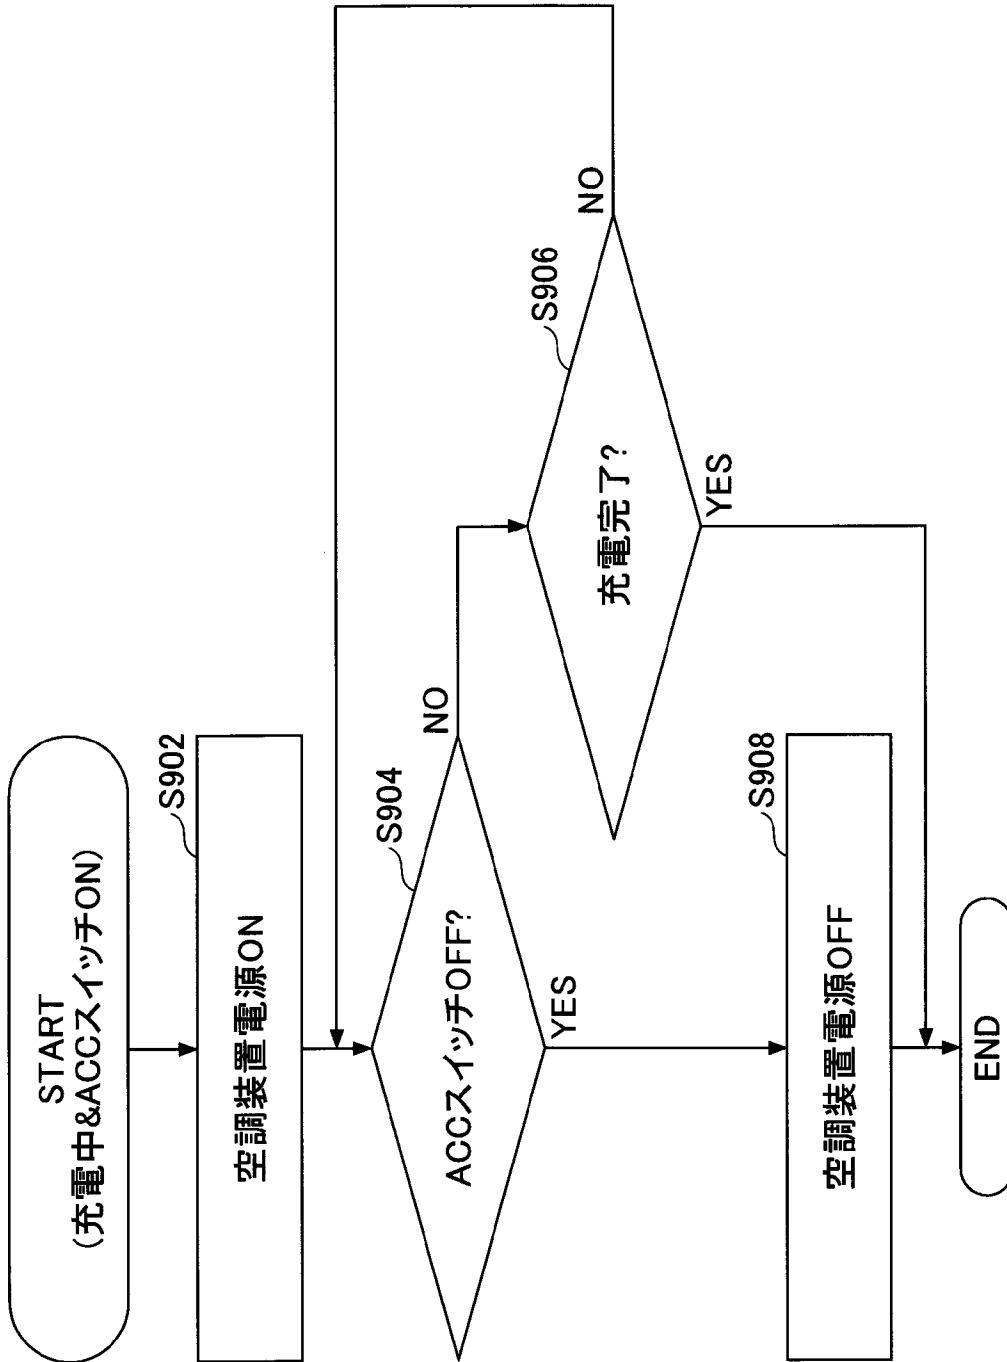 START
(充電中&ACCスイッチON)
S902
空調装置電源ON
S904
ACCスイッチOFF?
NO
YES
S906
充電完了?
NO
YES
S908
空調装置電源OFF
END